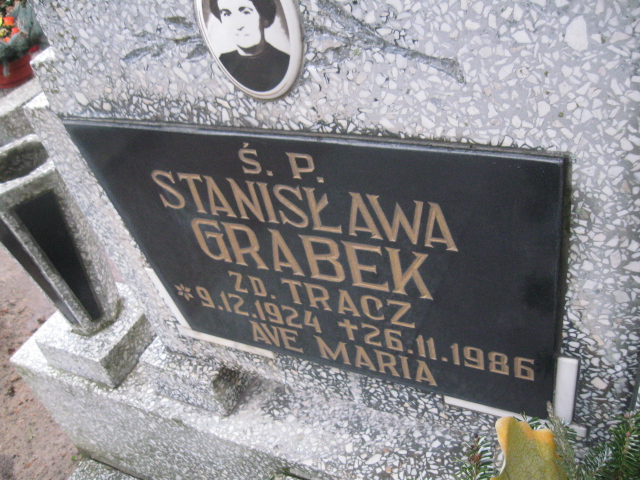 Ś. P.
STANISŁAWA
GRABEK
ZD. TRACZ
*9.12.1924 †26.11.1986
AVE MARIA